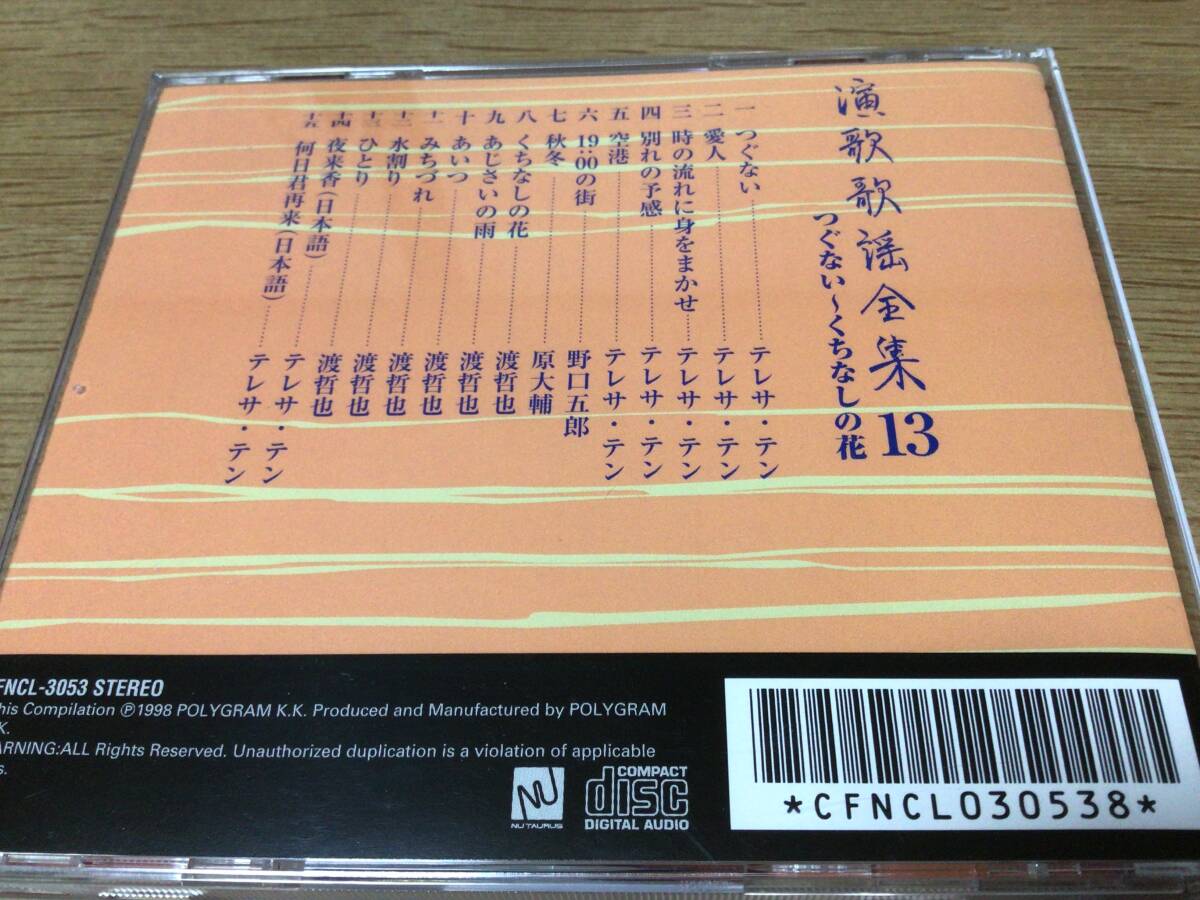 演歌歌謡全集13
つぐない~くちなしの花
一 つぐない テレサ・テン
二 愛人 テレサ・テン
三 時の流れに身をまかせ テレサ・テン
四 別れの予感 テレサ・テン
五 空港 テレサ・テン
六 19:00の街 野口五郎
七 秋冬 原大輔
八 くちなしの花 渡哲也
九 あじさいの雨 渡哲也
十 あいつ 渡哲也
十一 みちづれ 渡哲也
十二 水割り 渡哲也
十三 ひとり 渡哲也
十四 夜来香(日本語) テレサ・テン
十五 何日君再来(日本語) テレサ・テン
FNCL-3053 STEREO
his Compilation ℗1998 POLYGRAM K.K. Produced and Manufactured by POLYGRAM
K.
ARNING:ALL Rights Reserved. Unauthorized duplication is a violation of applicable
s.
NU TAURUS
COMPACT
disc
DIGITAL AUDIO
*CFNCL030538*